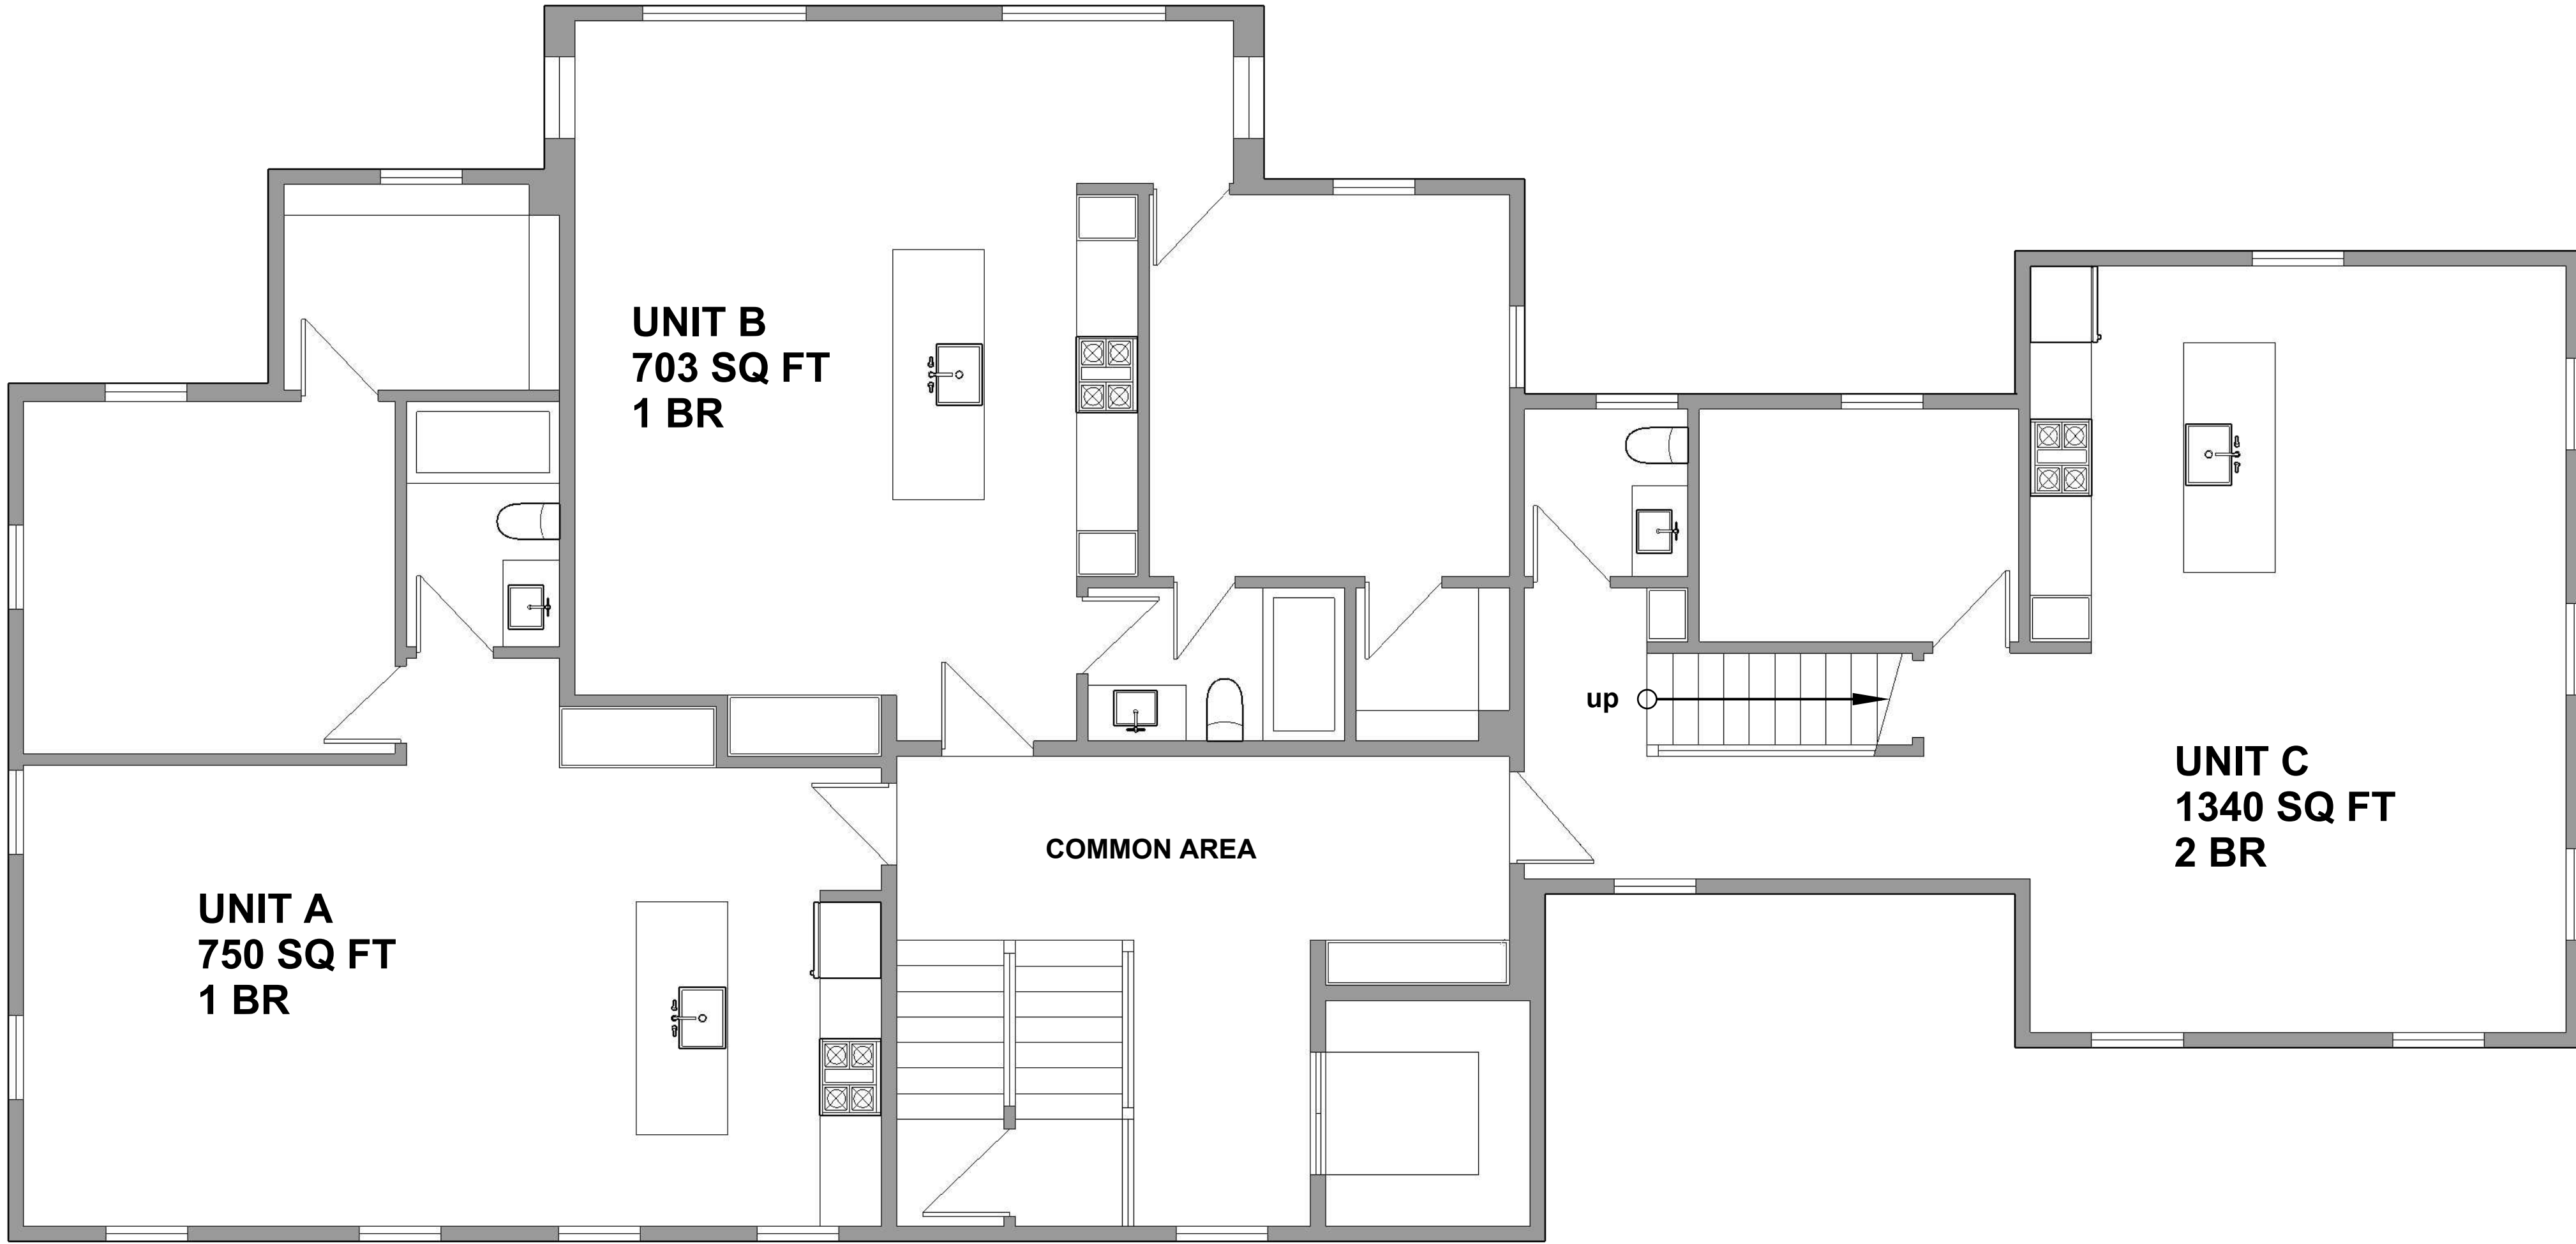 UNIT B
703 SQ FT
1 BR
up
UNIT C
1340 SQ FT
2 BR
COMMON AREA
UNIT A
750 SQ FT
1 BR